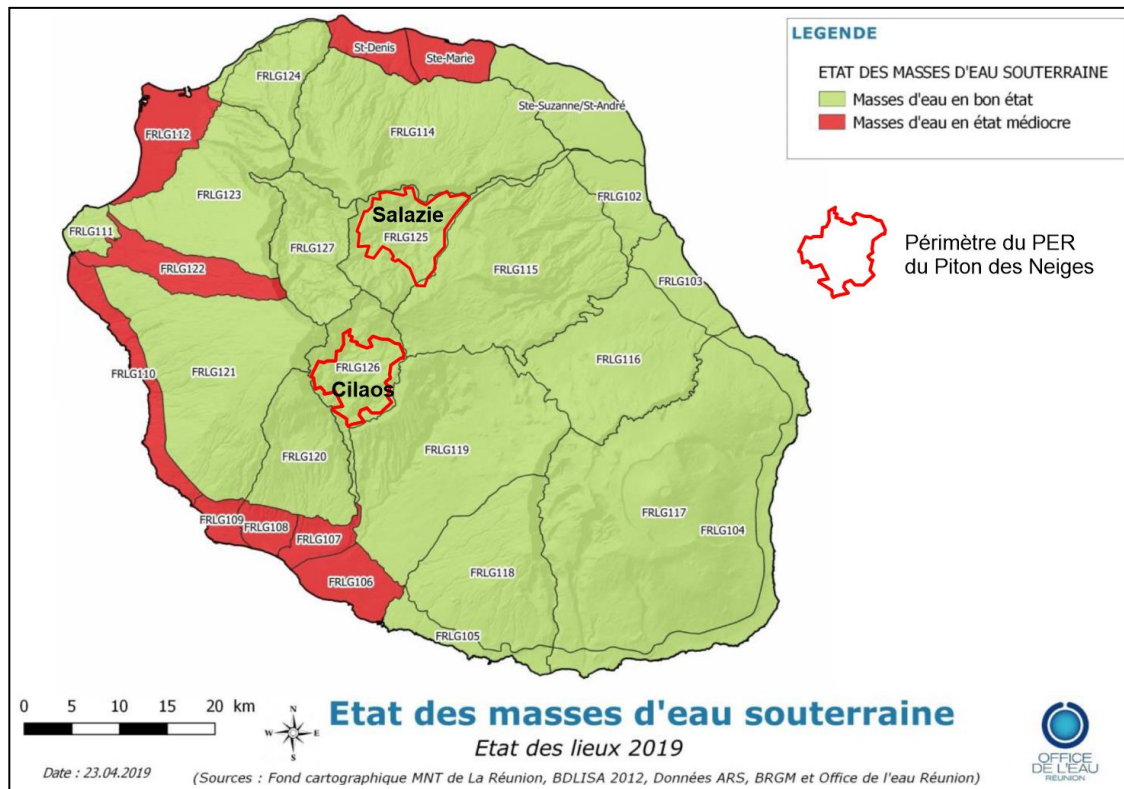 LEGENDE
ETAT DES MASSES D'EAU SOUTERRAINE
Masses d'eau en bon état
Masses d'eau en état médiocre
Périmètre du PER
du Piton des Neiges
St-Denis
Ste-Marie
FRLG124
Ste-Suzanne/St-André
FRLG112
FRLG114
FRLG123
FRLG102
Salazie
FRLG125
FRLG111
FRLG127
FRLG122
FRLG115
FRLG103
FRLG116
FRLG126
Cilaos
FRLG110
FRLG121
FRLG119
FRLG120
FRLG117
FRLG104
FRLG109
FRLG108
FRLG107
FRLG106
FRLG118
FRLG105
0 5 10 15 20 km
N
W E
S
Etat des masses d'eau souterraine
Etat des lieux 2019
Date : 23.04.2019
(Sources : Fond cartographique MNT de La Réunion, BDLISA 2012, Données ARS, BRGM et Office de l'eau Réunion)
OFFICE
DE L'EAU
RÉUNION